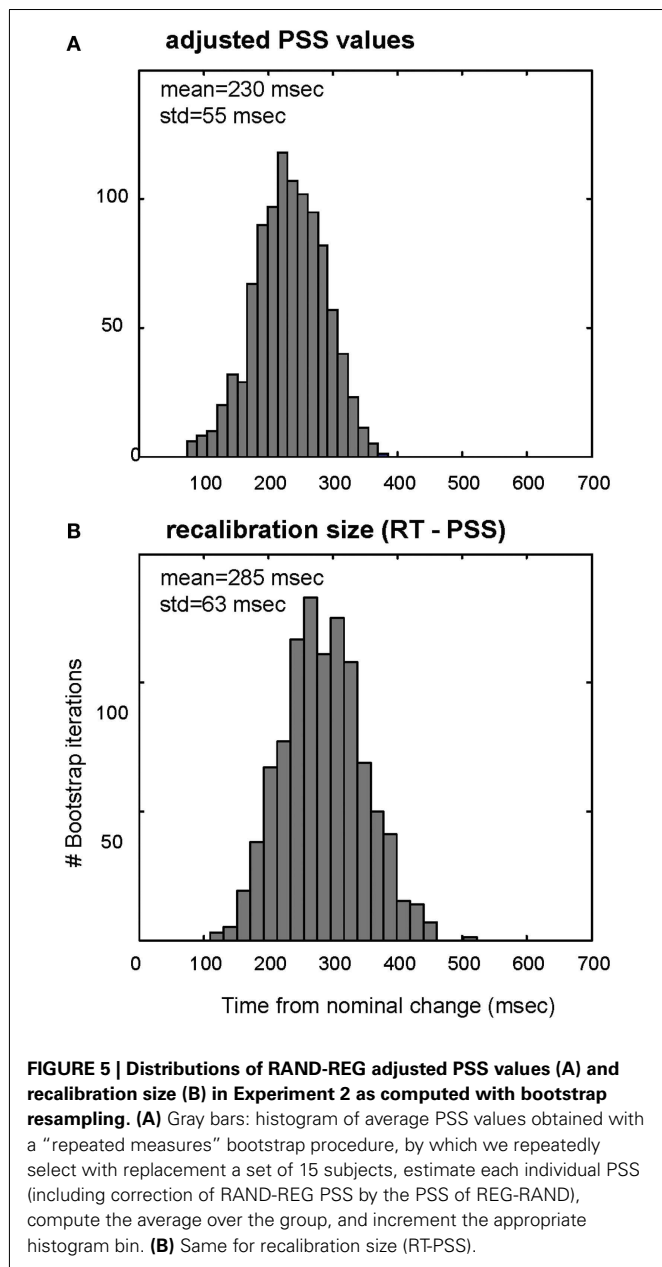 A adjusted PSS values
mean=230 msec
std=55 msec
100
50
0
100 200 300 400 500 600 700
B recalibration size (RT - PSS)
mean=285 msec
std=63 msec
100
50
# Bootstrap iterations
0 100 200 300 400 500 600 700
Time from nominal change (msec)
FIGURE 5 | Distributions of RAND-REG adjusted PSS values (A) and
recalibration size (B) in Experiment 2 as computed with bootstrap
resampling. (A) Gray bars: histogram of average PSS values obtained with
a “repeated measures” bootstrap procedure, by which we repeatedly
select with replacement a set of 15 subjects, estimate each individual PSS
(including correction of RAND-REG PSS by the PSS of REG-RAND),
compute the average over the group, and increment the appropriate
histogram bin. (B) Same for recalibration size (RT-PSS).